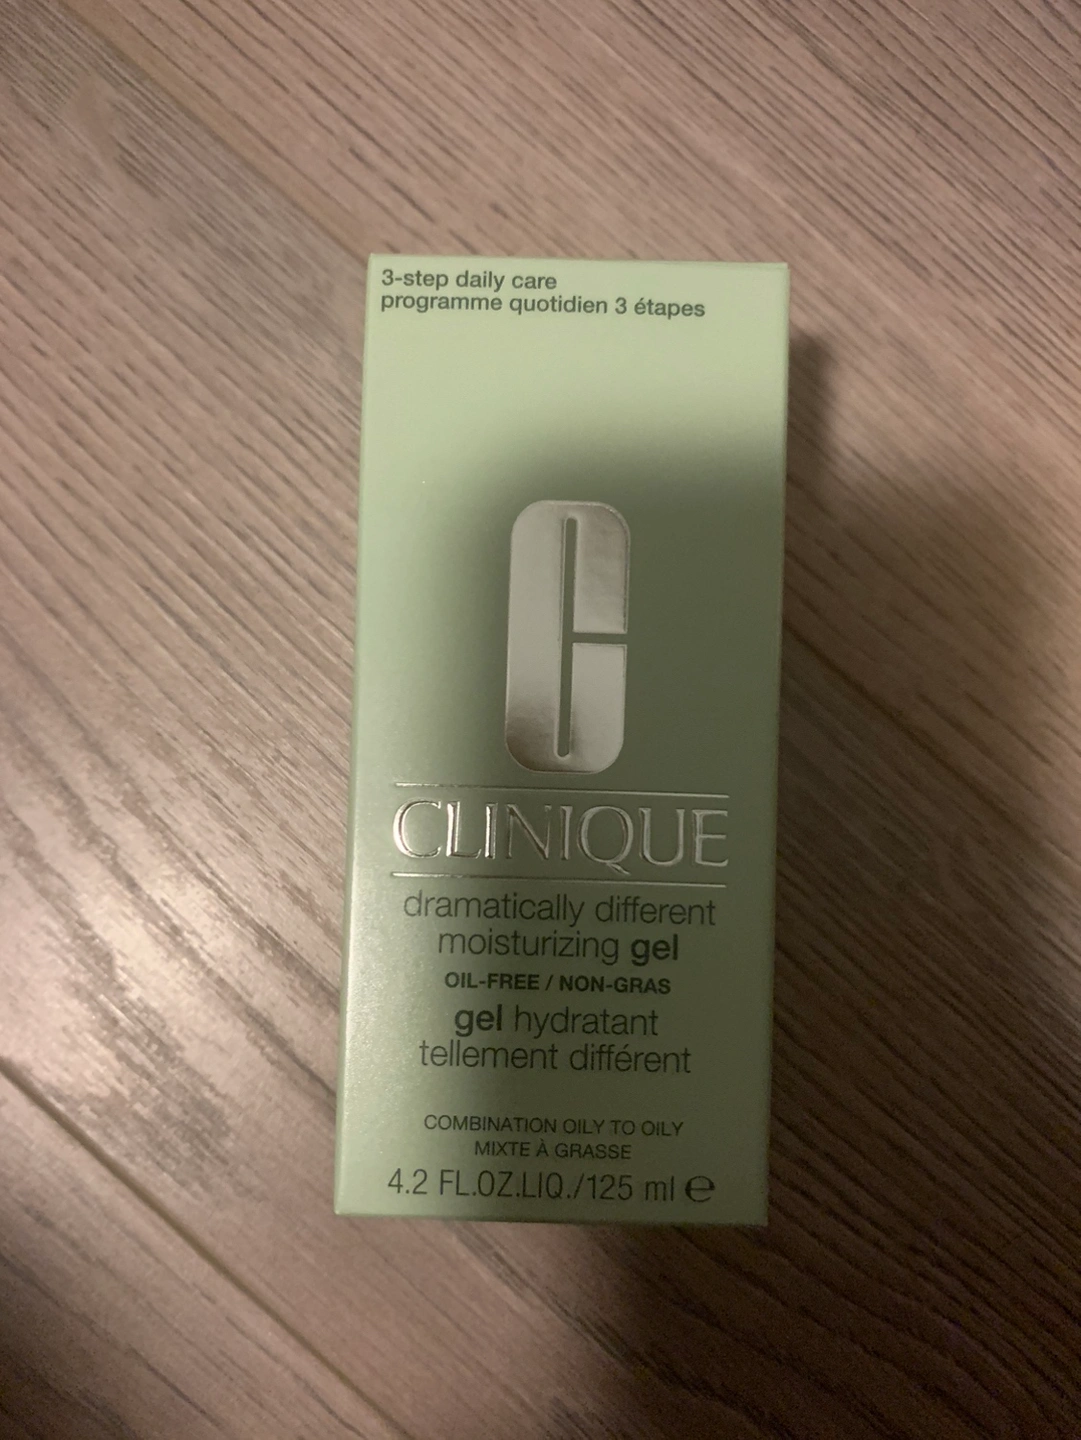 3-step daily care
programme quotidien 3 étapes
C
CLINIQUE
dramatically different
moisturizing gel
OIL-FREE / NON-GRAS
gel hydratant
tellement différent
COMBINATION OILY TO OILY
MIXTE À GRASSE
4.2 FL.OZ.LIQ./125 ml ℮